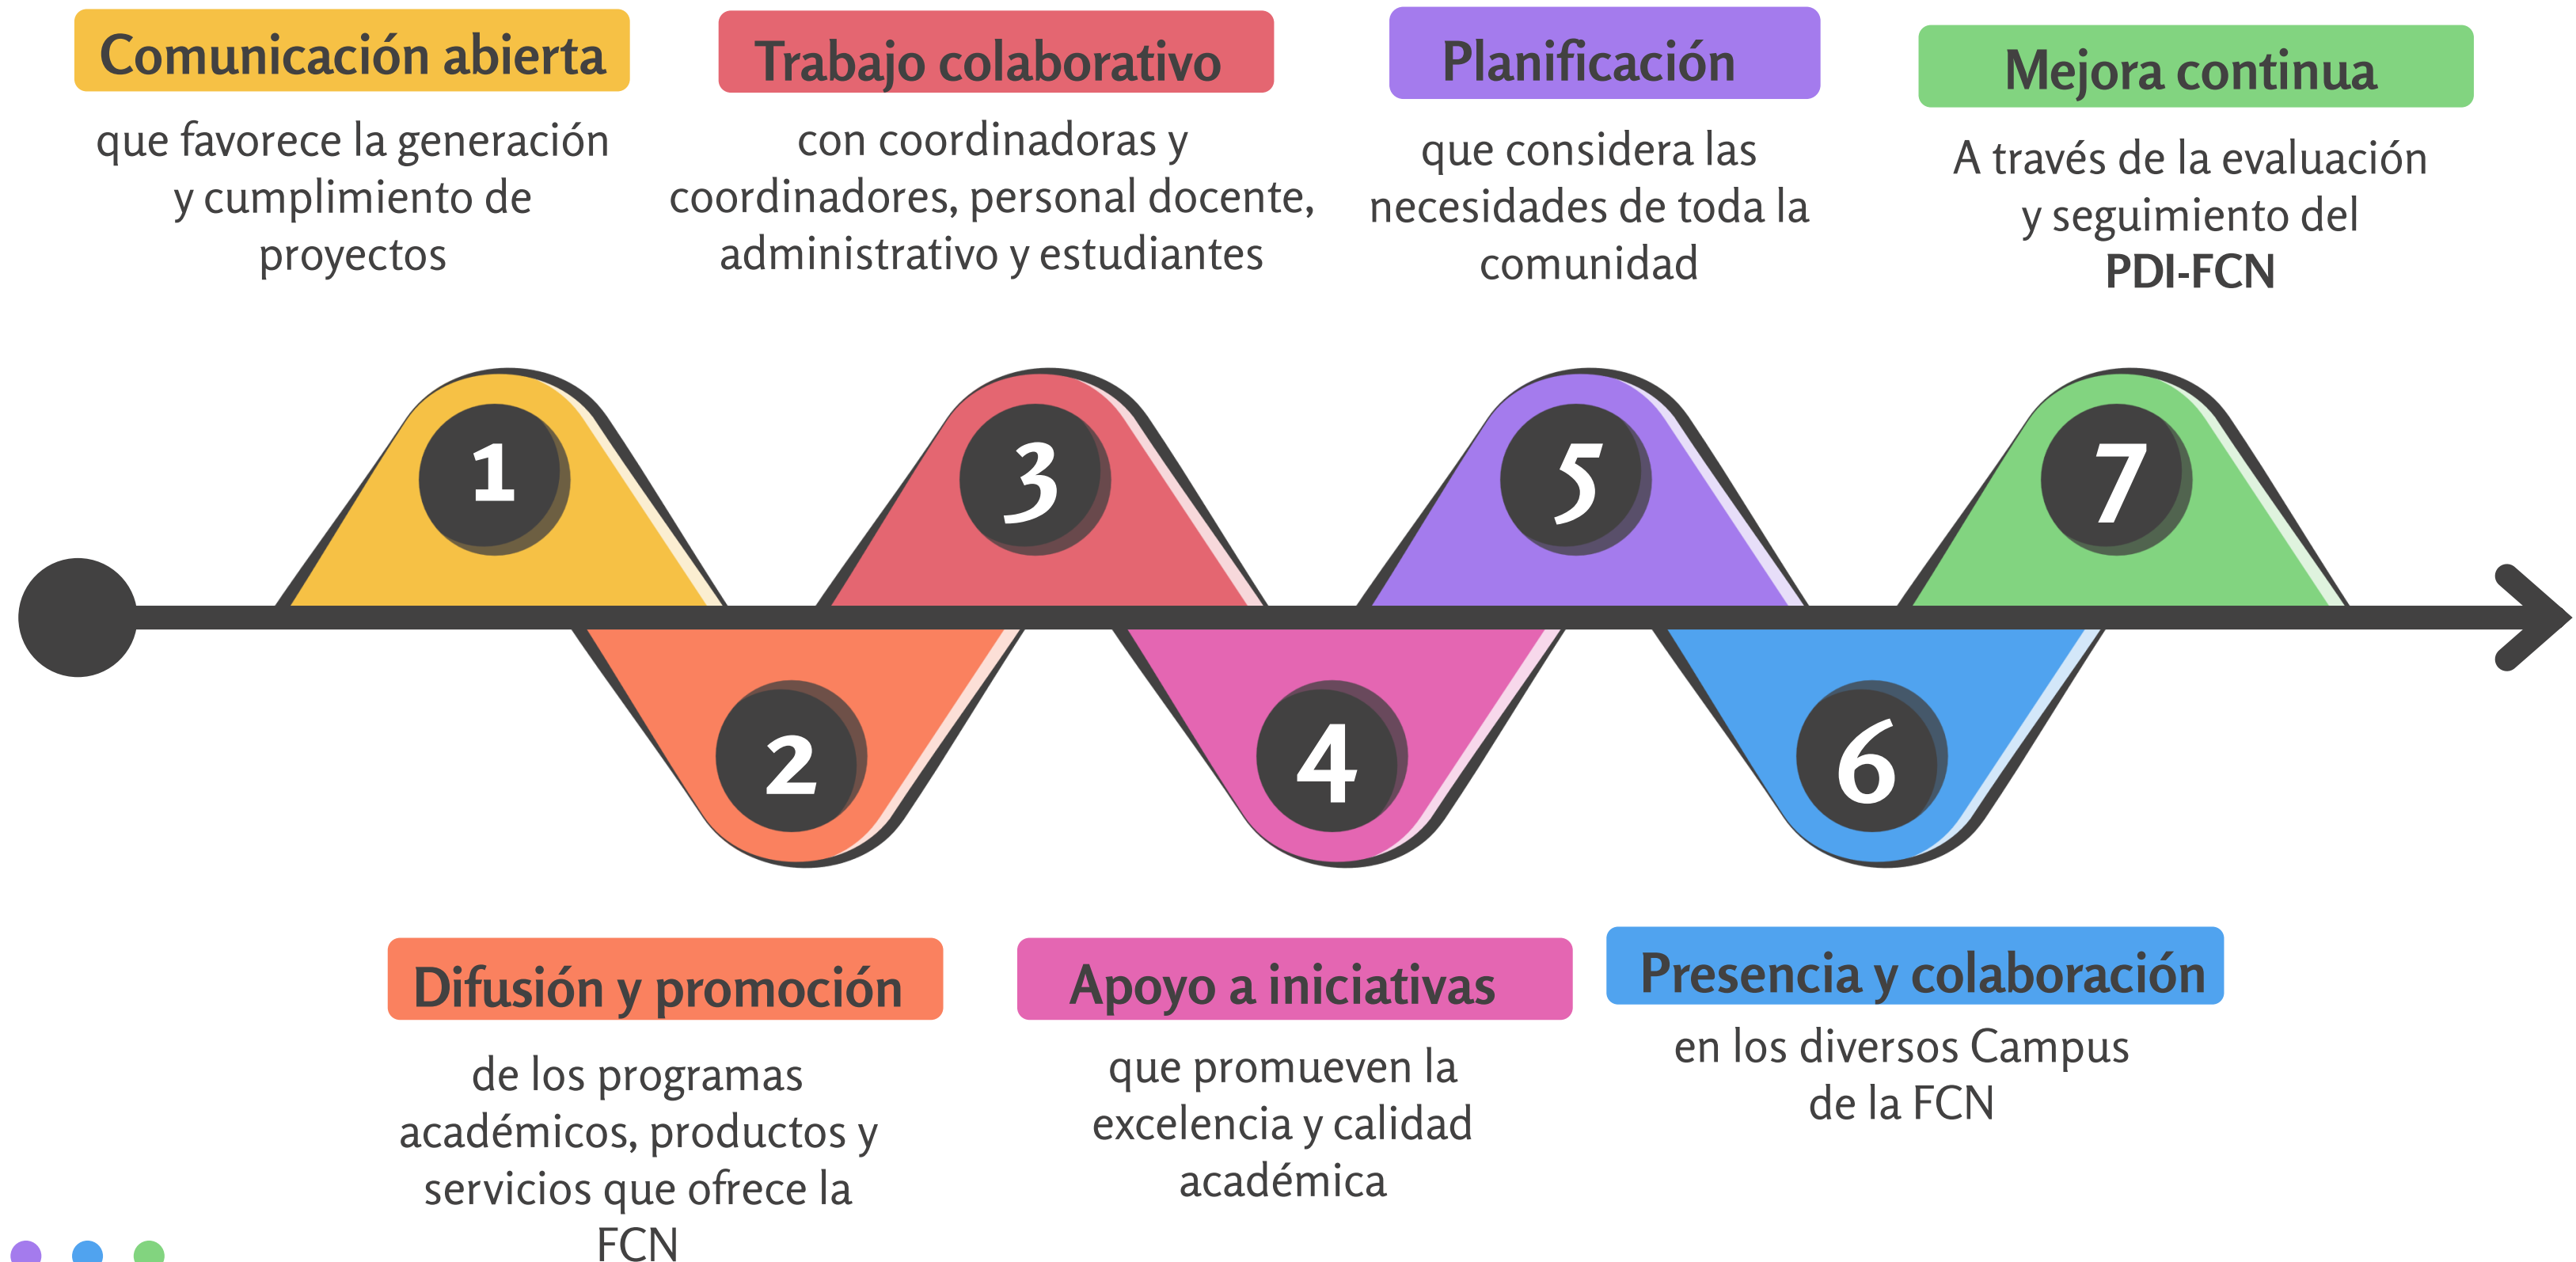 Comunicación abierta
que favorece la generación
y cumplimiento de
proyectos
Trabajo colaborativo
con coordinadoras y
coordinadores, personal docente,
administrativo y estudiantes
Planificación
que considera las
necesidades de toda la
comunidad
Mejora continua
A través de la evaluación
y seguimiento del
PDI-FCN
1
3
5
7
2
4
6
Difusión y promoción
de los programas
académicos, productos y
servicios que ofrece la
FCN
Apoyo a iniciativas
que promueven la
excelencia y calidad
académica
Presencia y colaboración
en los diversos Campus
de la FCN